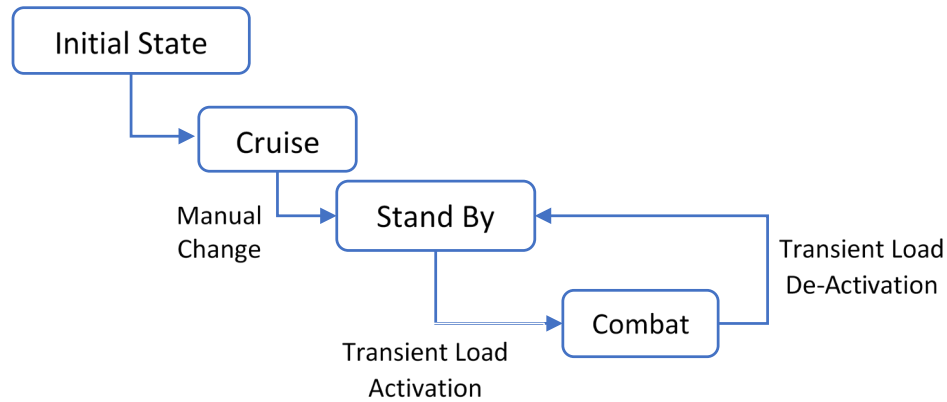 Initial State
Cruise
Manual
Change
Stand By
Transient Load
De-Activation
Combat
Transient Load
Activation